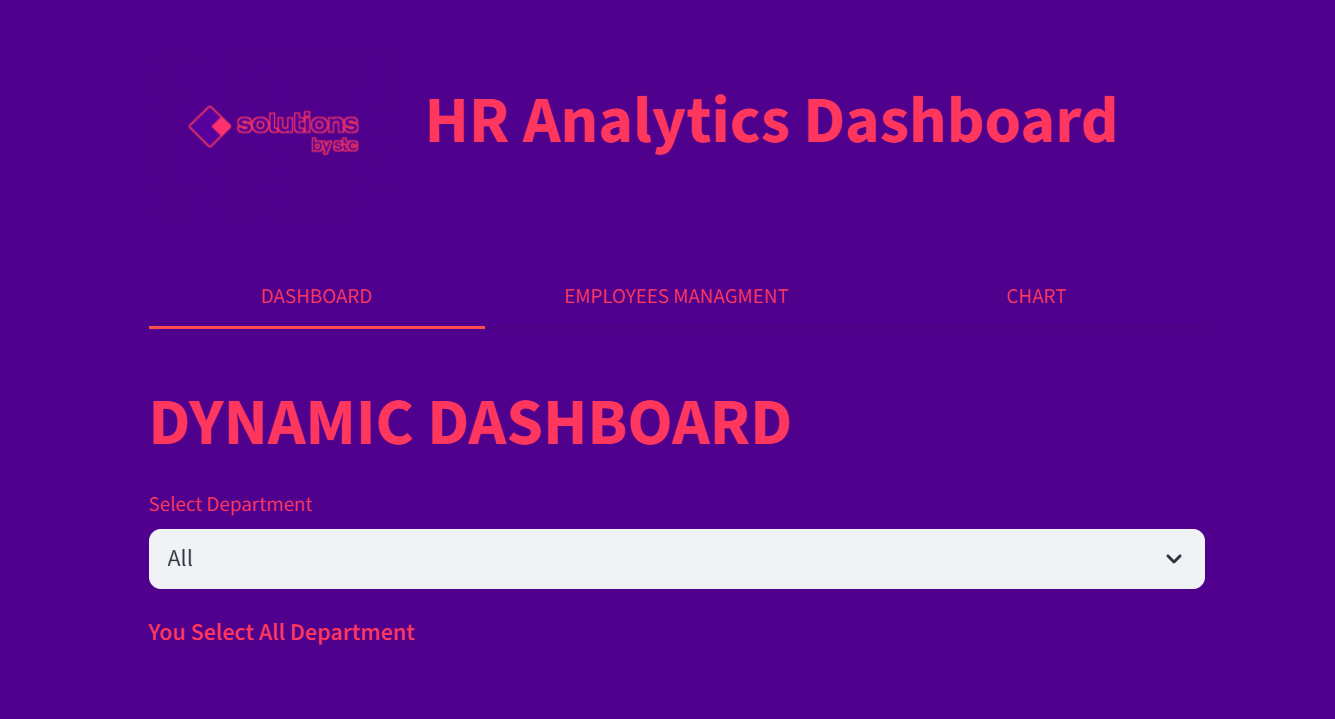 solutions
by stc
HR Analytics Dashboard
DASHBOARD
EMPLOYEES MANAGMENT
CHART
DYNAMIC DASHBOARD
Select Department
All
You Select All Department